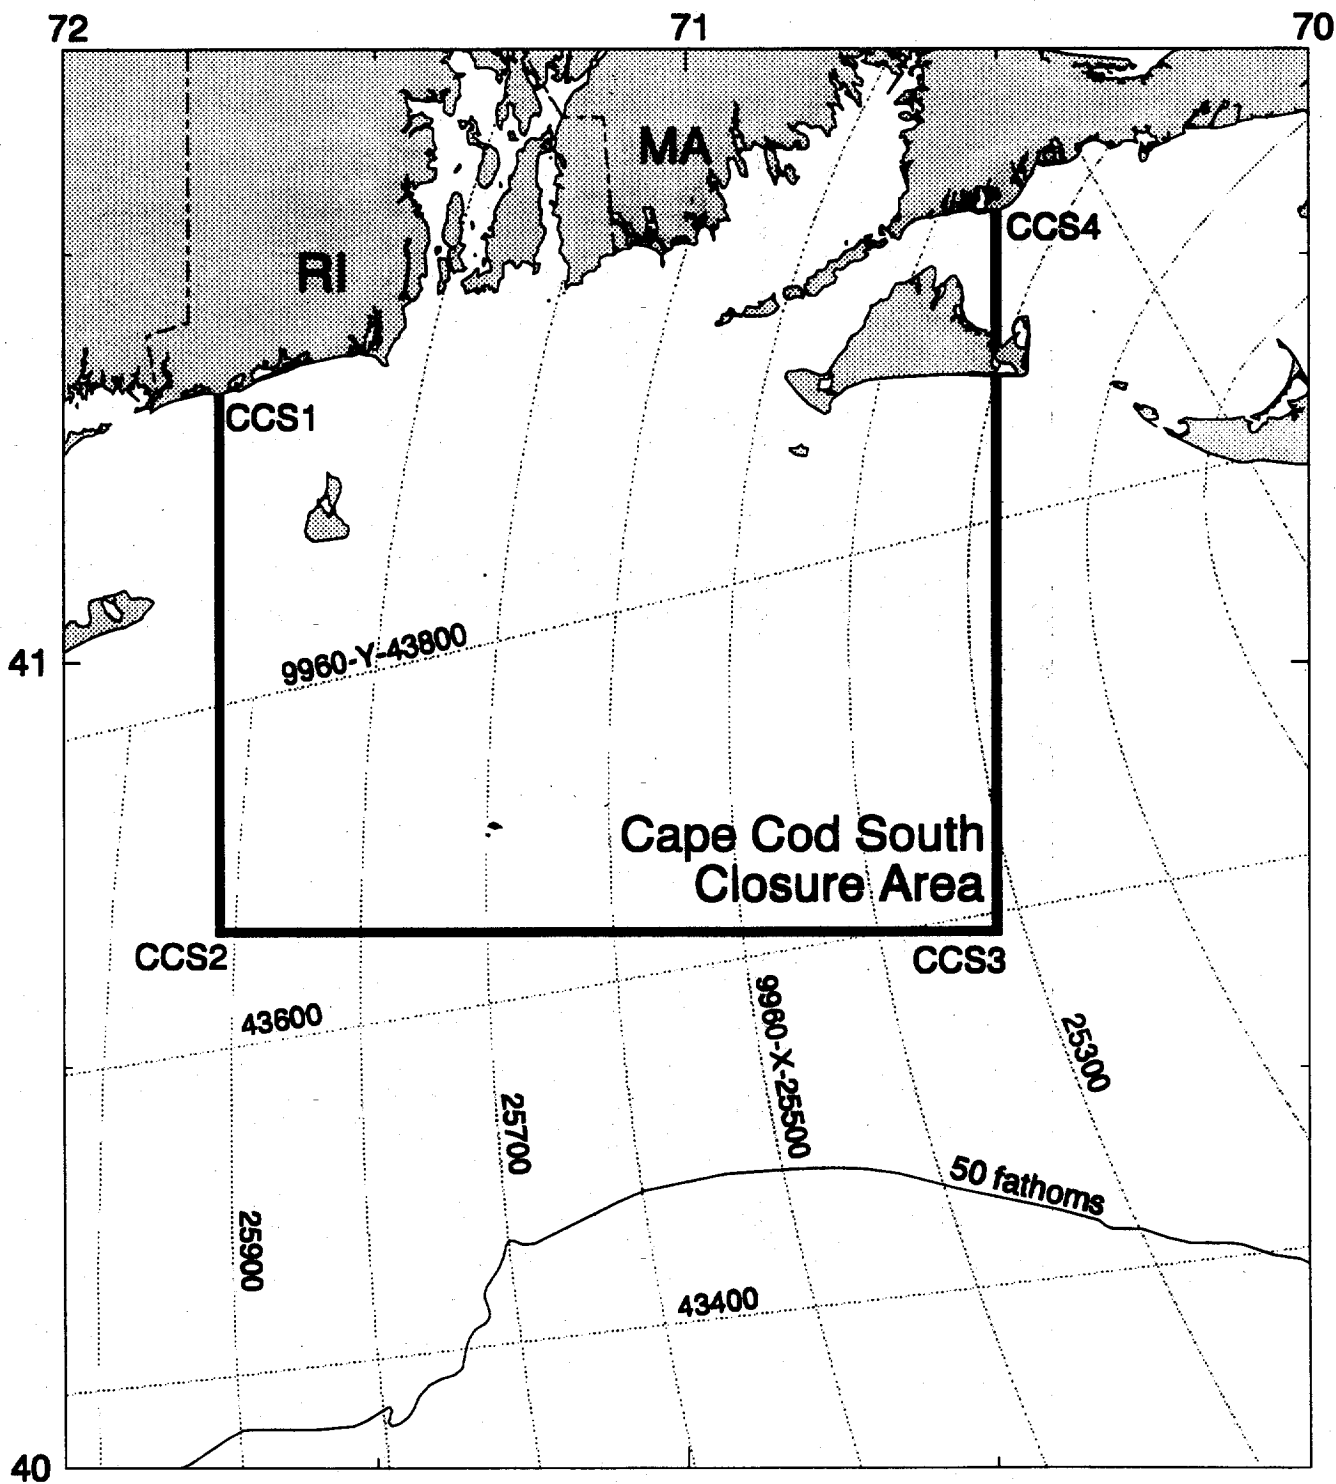 72
71
70
MA
CCS4
RI
CCS1
9960-Y-43800
41
Cape Cod South
Closure Area
CCS2
CCS3
43600
9960-X-25500
25300
25700
50 fathoms
25900
43400
40